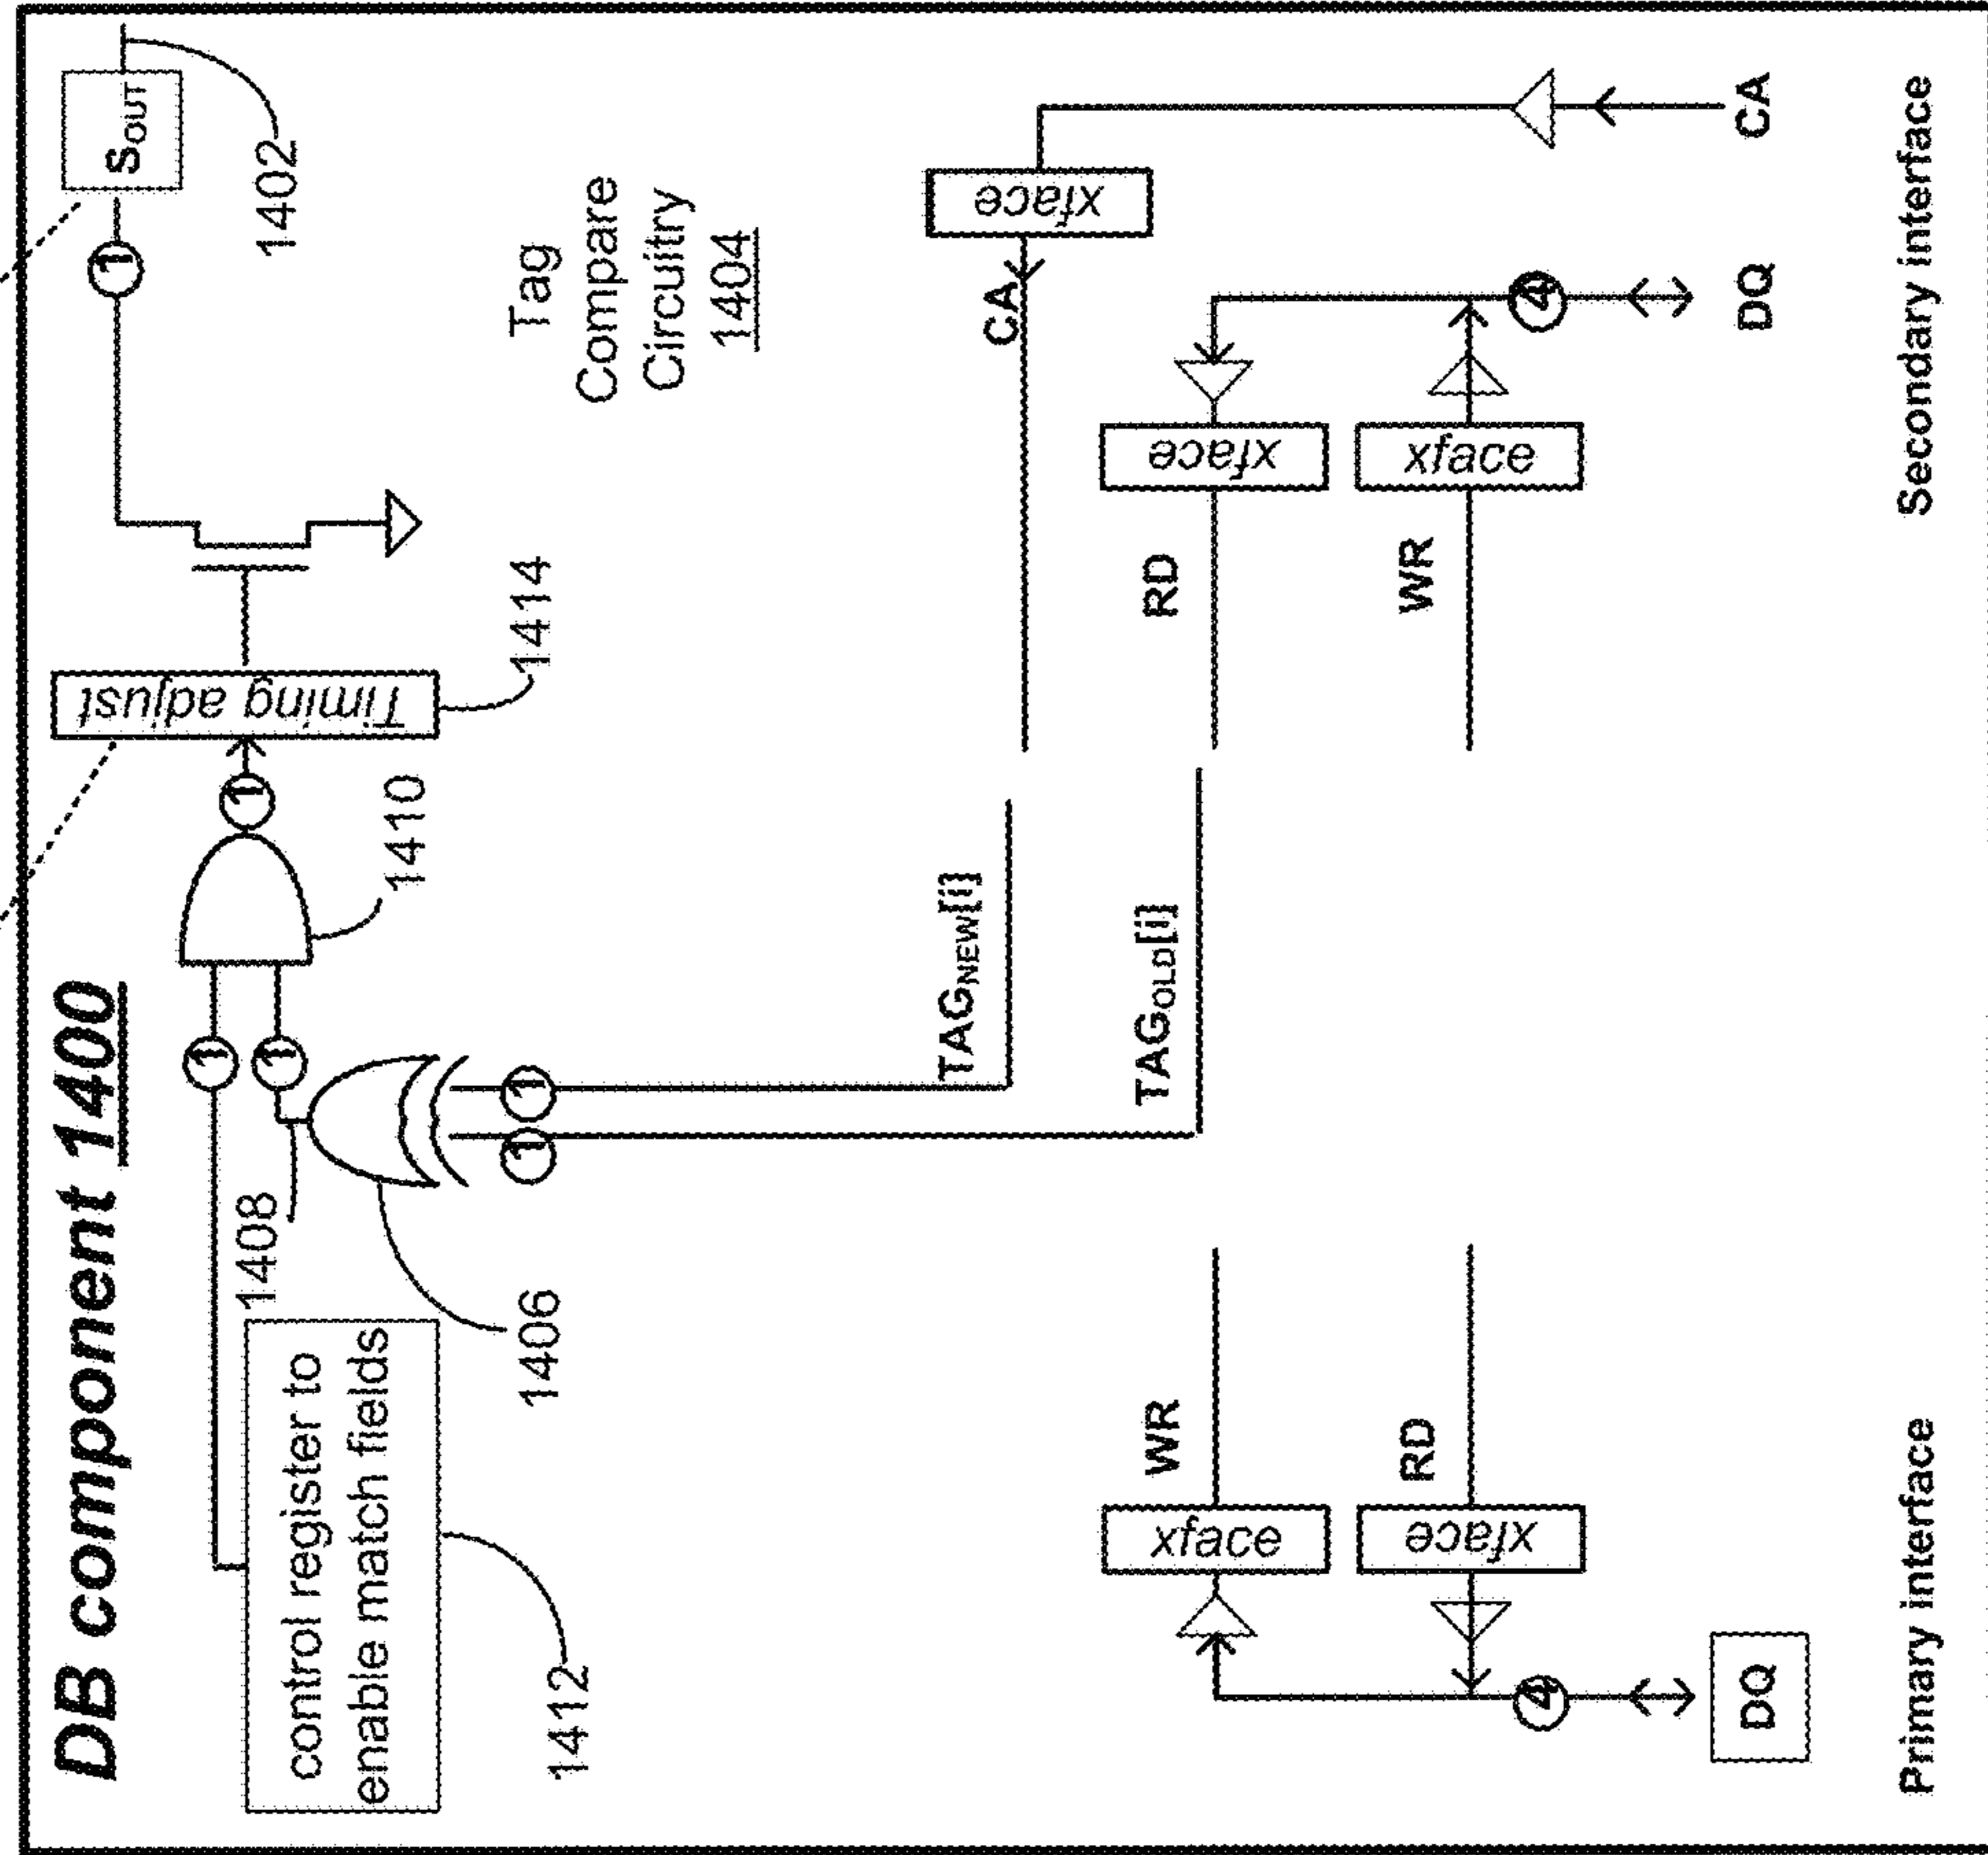 DB component 1400
control register to
enable match fields
1412
1408
1406
1
1
1410
1
Timing adjust
1414
1
SOUT
1402
Tag
Compare
Circuitry
1404
1
1
TAGNEW[i]
TAGOLD[i]
CA
xface
RD
xface
WR
xface
4
DQ
CA
Secondary interface
WR
xface
RD
xface
4
DQ
Primary interface